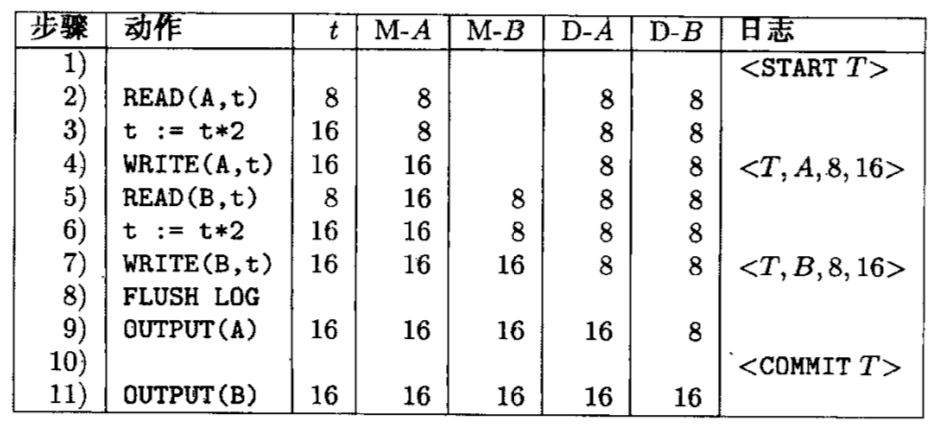 步骤 动作 t M-A M-B D-A D-B 日志
1) <START T>
2) READ(A,t) 8 8 8 8
3) t := t*2 16 8 8 8
4) WRITE(A,t) 16 16 8 8 <T, A, 8, 16>
5) READ(B,t) 8 16 8 8 8
6) t := t*2 16 16 8 8 8
7) WRITE(B,t) 16 16 16 8 8 <T, B, 8, 16>
8) FLUSH LOG
9) OUTPUT(A) 16 16 16 16 8
10) <COMMIT T>
11) OUTPUT(B) 16 16 16 16 16